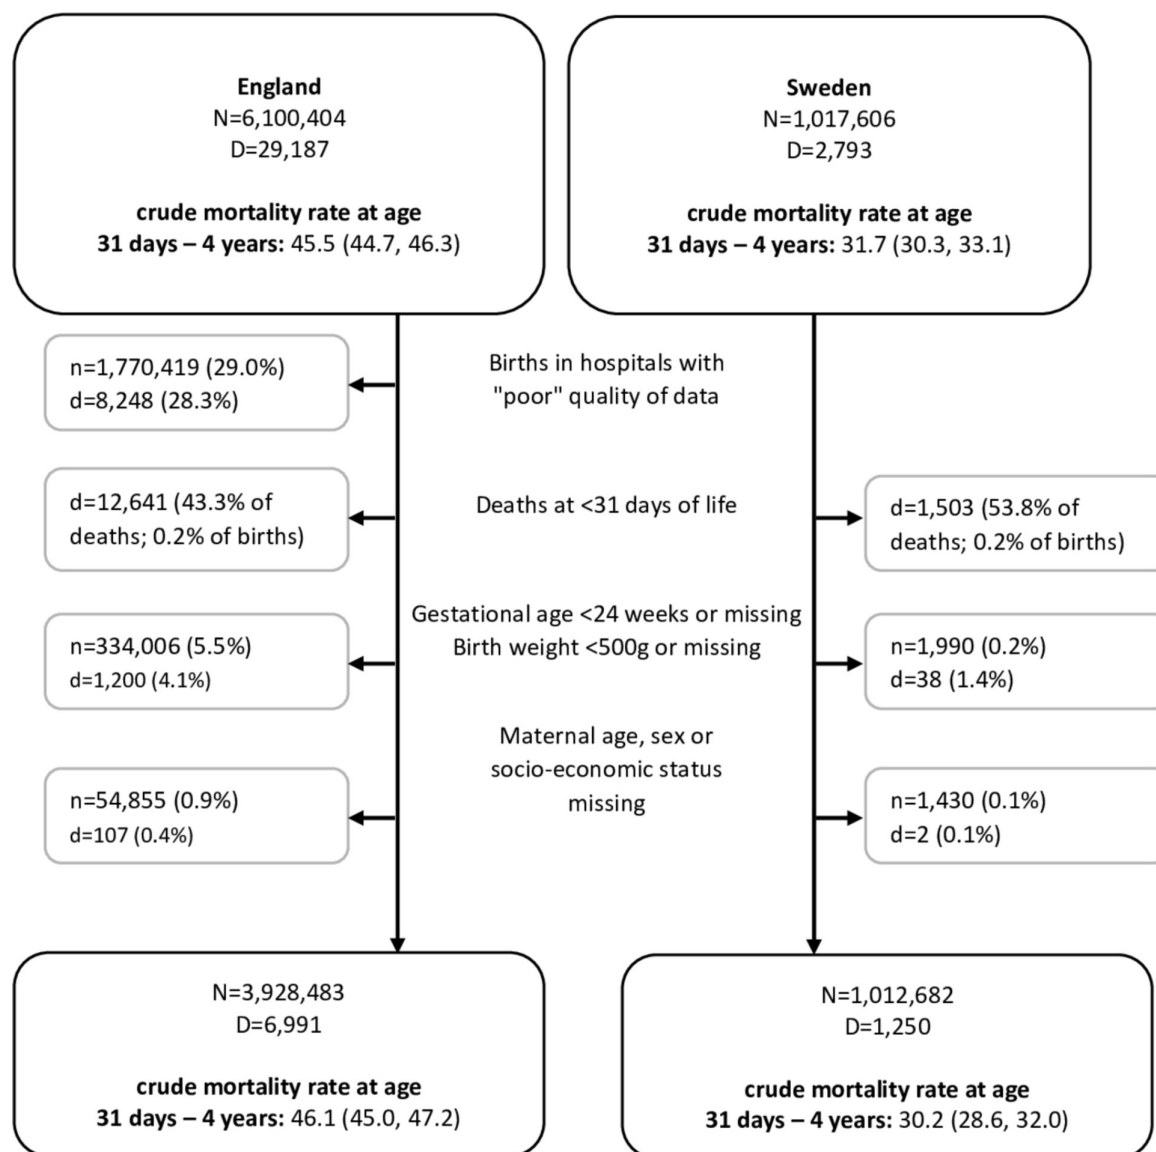 England
N=6,100,404
D=29,187
crude mortality rate at age
31 days – 4 years: 45.5 (44.7, 46.3)
Sweden
N=1,017,606
D=2,793
crude mortality rate at age
31 days – 4 years: 31.7 (30.3, 33.1)
n=1,770,419 (29.0%)
d=8,248 (28.3%)
Births in hospitals with
"poor" quality of data
d=12,641 (43.3% of
deaths; 0.2% of births)
Deaths at <31 days of life
d=1,503 (53.8% of
deaths; 0.2% of births)
n=334,006 (5.5%)
d=1,200 (4.1%)
Gestational age <24 weeks or missing
Birth weight <500g or missing
n=1,990 (0.2%)
d=38 (1.4%)
n=54,855 (0.9%)
d=107 (0.4%)
Maternal age, sex or
socio-economic status
missing
n=1,430 (0.1%)
d=2 (0.1%)
N=3,928,483
D=6,991
crude mortality rate at age
31 days – 4 years: 46.1 (45.0, 47.2)
N=1,012,682
D=1,250
crude mortality rate at age
31 days – 4 years: 30.2 (28.6, 32.0)